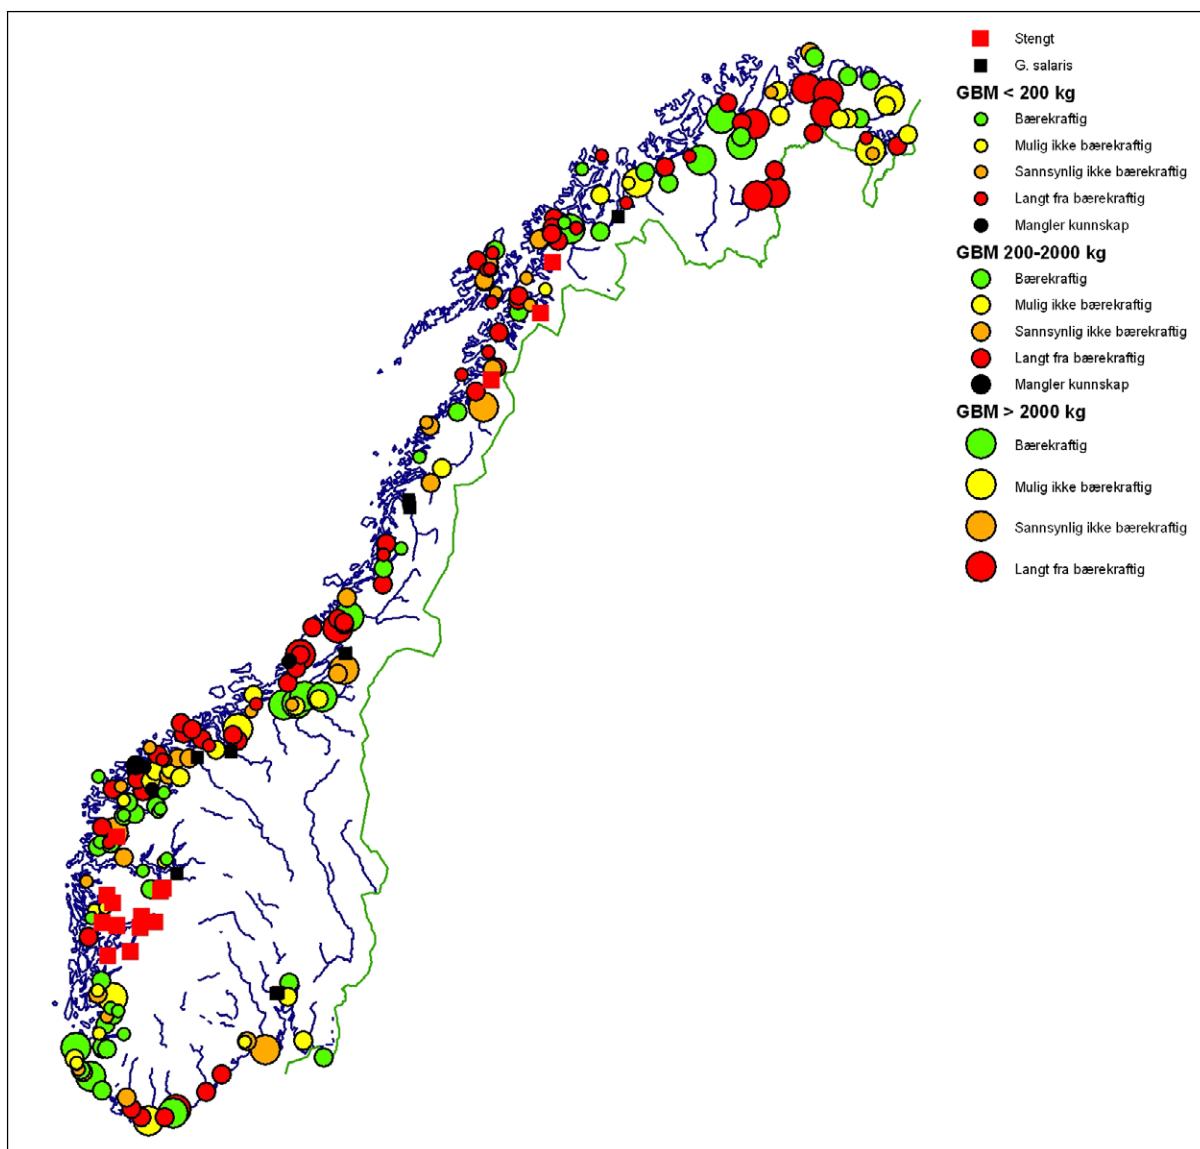 Stengt
G. salaris
GBM < 200 kg
Bærekraftig
Mulig ikke bærekraftig
Sannsynlig ikke bærekraftig
Langt fra bærekraftig
Mangler kunnskap
GBM 200-2000 kg
Bærekraftig
Mulig ikke bærekraftig
Sannsynlig ikke bærekraftig
Langt fra bærekraftig
Mangler kunnskap
GBM > 2000 kg
Bærekraftig
Mulig ikke bærekraftig
Sannsynlig ikke bærekraftig
Langt fra bærekraftig